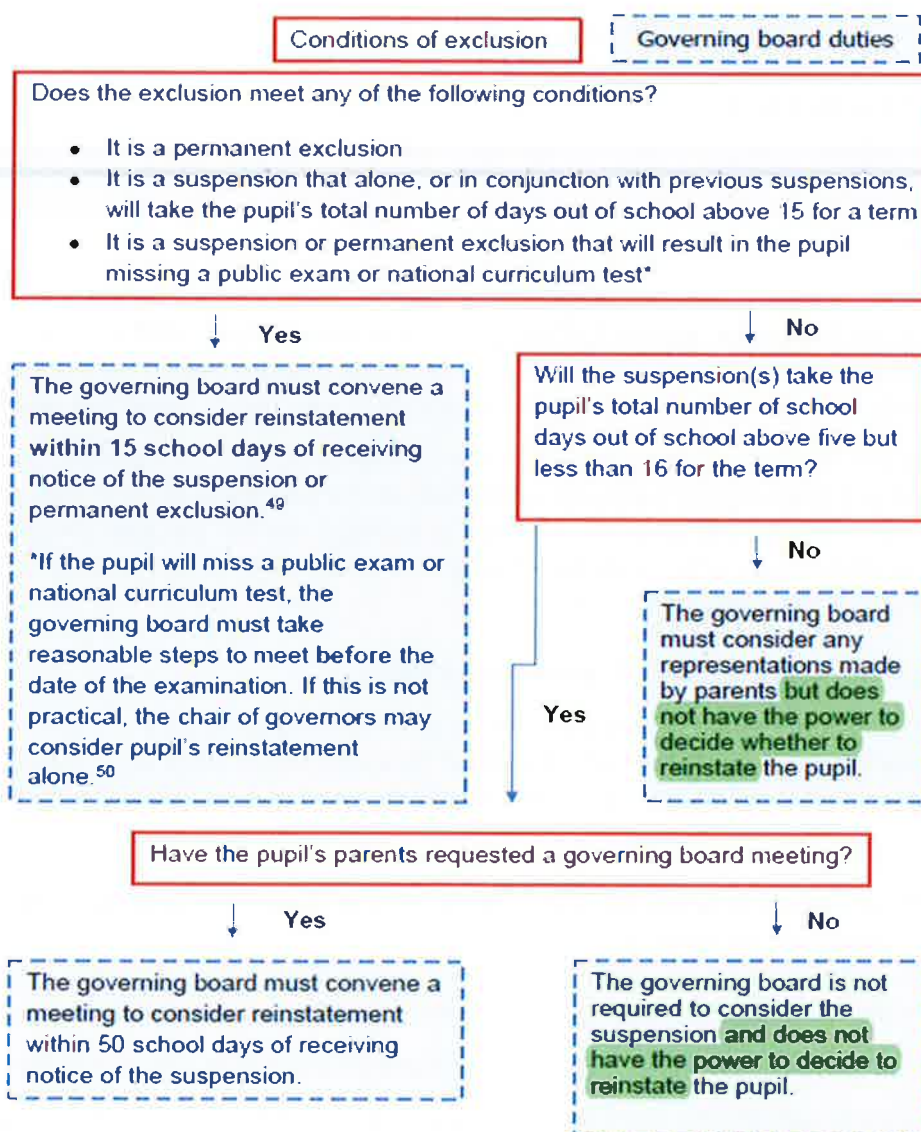 Conditions of exclusion
Governing board duties
Does the exclusion meet any of the following conditions?
• It is a permanent exclusion
• It is a suspension that alone, or in conjunction with previous suspensions,
will take the pupil's total number of days out of school above 15 for a term
• It is a suspension or permanent exclusion that will result in the pupil
missing a public exam or national curriculum test*
Yes
No
The governing board must convene a
meeting to consider reinstatement
within 15 school days of receiving
notice of the suspension or
permanent exclusion.49
*If the pupil will miss a public exam or
national curriculum test, the
governing board must take
reasonable steps to meet before the
date of the examination. If this is not
practical, the chair of governors may
consider pupil's reinstatement
alone.50
Will the suspension(s) take the
pupil's total number of school
days out of school above five but
less than 16 for the term?
No
Yes
The governing board
must consider any
representations made
by parents but does
not have the power to
decide whether to
reinstate the pupil.
Have the pupil's parents requested a governing board meeting?
Yes
No
The governing board must convene a
meeting to consider reinstatement
within 50 school days of receiving
notice of the suspension.
The governing board is not
required to consider the
suspension and does not
have the power to decide to
reinstate the pupil.